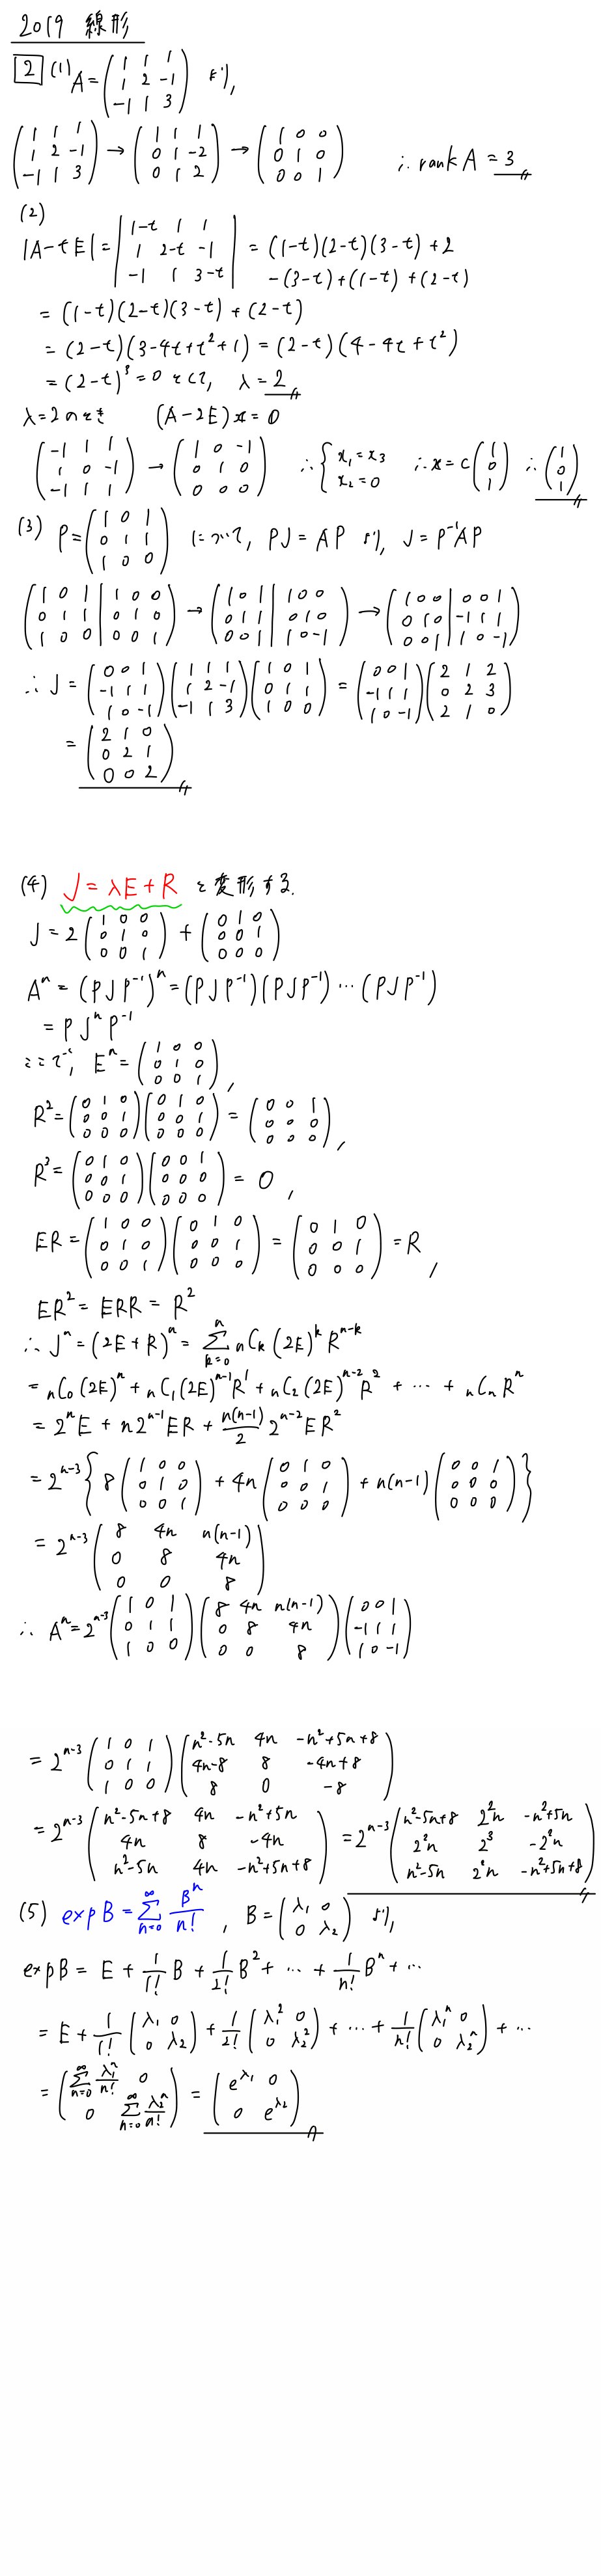 2019 線形
[2] (1) A = (1 1 1 / 1 2 -1 / -1 1 3) より,
(1 1 1 / 1 2 -1 / -1 1 3) → (1 1 1 / 0 1 -2 / 0 1 2) → (1 0 0 / 0 1 0 / 0 0 1) ∴ rank A = 3
(2)
|A-tE| = |1-t 1 1 / 1 2-t -1 / -1 1 3-t| = (1-t)(2-t)(3-t)+2
-(3-t)+(1-t)+(2-t)
= (1-t)(2-t)(3-t)+(2-t)
= (2-t)(3-4t+t²+1) = (2-t)(4-4t+t²)
= (2-t)³ = 0 として, λ = 2
λ=2のとき (A-2E)x = 0
(-1 1 1 / 1 0 -1 / -1 1 1) → (1 0 -1 / 0 1 0 / 0 0 0) ∴ { x₁=x₃ / x₂=0 ∴ x = c(1 / 0 / 1) ∴ (1 / 0 / 1)
(3) P = (1 0 1 / 0 1 1 / 1 0 0) について, PJ = AP より, J = P⁻¹AP
(1 0 1 | 1 0 0 / 0 1 1 | 0 1 0 / 1 0 0 | 0 0 1) → (1 0 1 | 1 0 0 / 0 1 1 | 0 1 0 / 0 0 1 | 1 0 -1) → (1 0 0 | 0 0 1 / 0 1 0 | -1 1 1 / 0 0 1 | 1 0 -1)
∴ J = (0 0 1 / -1 1 1 / 1 0 -1)(1 1 1 / 1 2 -1 / -1 1 3)(1 0 1 / 0 1 1 / 1 0 0) = (0 0 1 / -1 1 1 / 1 0 -1)(2 1 2 / 0 2 3 / 2 1 0)
= (2 1 0 / 0 2 1 / 0 0 2)
(4) J = λE + R と変形する.
J = 2(1 0 0 / 0 1 0 / 0 0 1) + (0 1 0 / 0 0 1 / 0 0 0)
Aⁿ = (PJP⁻¹)ⁿ = (PJP⁻¹)(PJP⁻¹)…(PJP⁻¹)
= PJⁿP⁻¹
ここで, Eⁿ = (1 0 0 / 0 1 0 / 0 0 1),
R² = (0 1 0 / 0 0 1 / 0 0 0)(0 1 0 / 0 0 1 / 0 0 0) = (0 0 1 / 0 0 0 / 0 0 0),
R³ = (0 1 0 / 0 0 1 / 0 0 0)(0 0 1 / 0 0 0 / 0 0 0) = O,
ER = (1 0 0 / 0 1 0 / 0 0 1)(0 1 0 / 0 0 1 / 0 0 0) = (0 1 0 / 0 0 1 / 0 0 0) = R,
ER² = ERR = R²
∴ Jⁿ = (2E+R)ⁿ = Σ_{k=0}^{n} nCk (2E)^k R^{n-k}
= nC₀(2E)ⁿ + nC₁(2E)ⁿ⁻¹R¹ + nC₂(2E)ⁿ⁻²R² + … + nCnRⁿ
= 2ⁿE + n2ⁿ⁻¹ER + n(n-1)/2 2ⁿ⁻²ER²
= 2ⁿ⁻³{8(1 0 0 / 0 1 0 / 0 0 1) + 4n(0 1 0 / 0 0 1 / 0 0 0) + n(n-1)(0 0 1 / 0 0 0 / 0 0 0)}
= 2ⁿ⁻³(8 4n n(n-1) / 0 8 4n / 0 0 8)
∴ Aⁿ = 2ⁿ⁻³(1 0 1 / 0 1 1 / 1 0 0)(8 4n n(n-1) / 0 8 4n / 0 0 8)(0 0 1 / -1 1 1 / 1 0 -1)
= 2ⁿ⁻³(1 0 1 / 0 1 1 / 1 0 0)(n²-5n 4n -n²+5n+8 / 4n-8 8 -4n+8 / 8 0 -8)
= 2ⁿ⁻³(n²-5n+8 4n -n²+5n / 4n 8 -4n / n²-5n 4n -n²+5n+8) = 2ⁿ⁻³(n²-5n+8 2²n -n²+5n / 2²n 2³ -2²n / n²-5n 2²n -n²+5n+8)
(5) exp B = Σ_{n=0}^{∞} Bⁿ/n!, B = (λ₁ 0 / 0 λ₂) より,
exp B = E + 1/1! B + 1/2! B² + … + 1/n! Bⁿ + …
= E + 1/1!(λ₁ 0 / 0 λ₂) + 1/2!(λ₁² 0 / 0 λ₂²) + … + 1/n!(λ₁ⁿ 0 / 0 λ₂ⁿ) + …
= (Σ_{n=0}^{∞} λ₁ⁿ/n! 0 / 0 Σ_{n=0}^{∞} λ₂ⁿ/n!) = (e^{λ₁} 0 / 0 e^{λ₂})